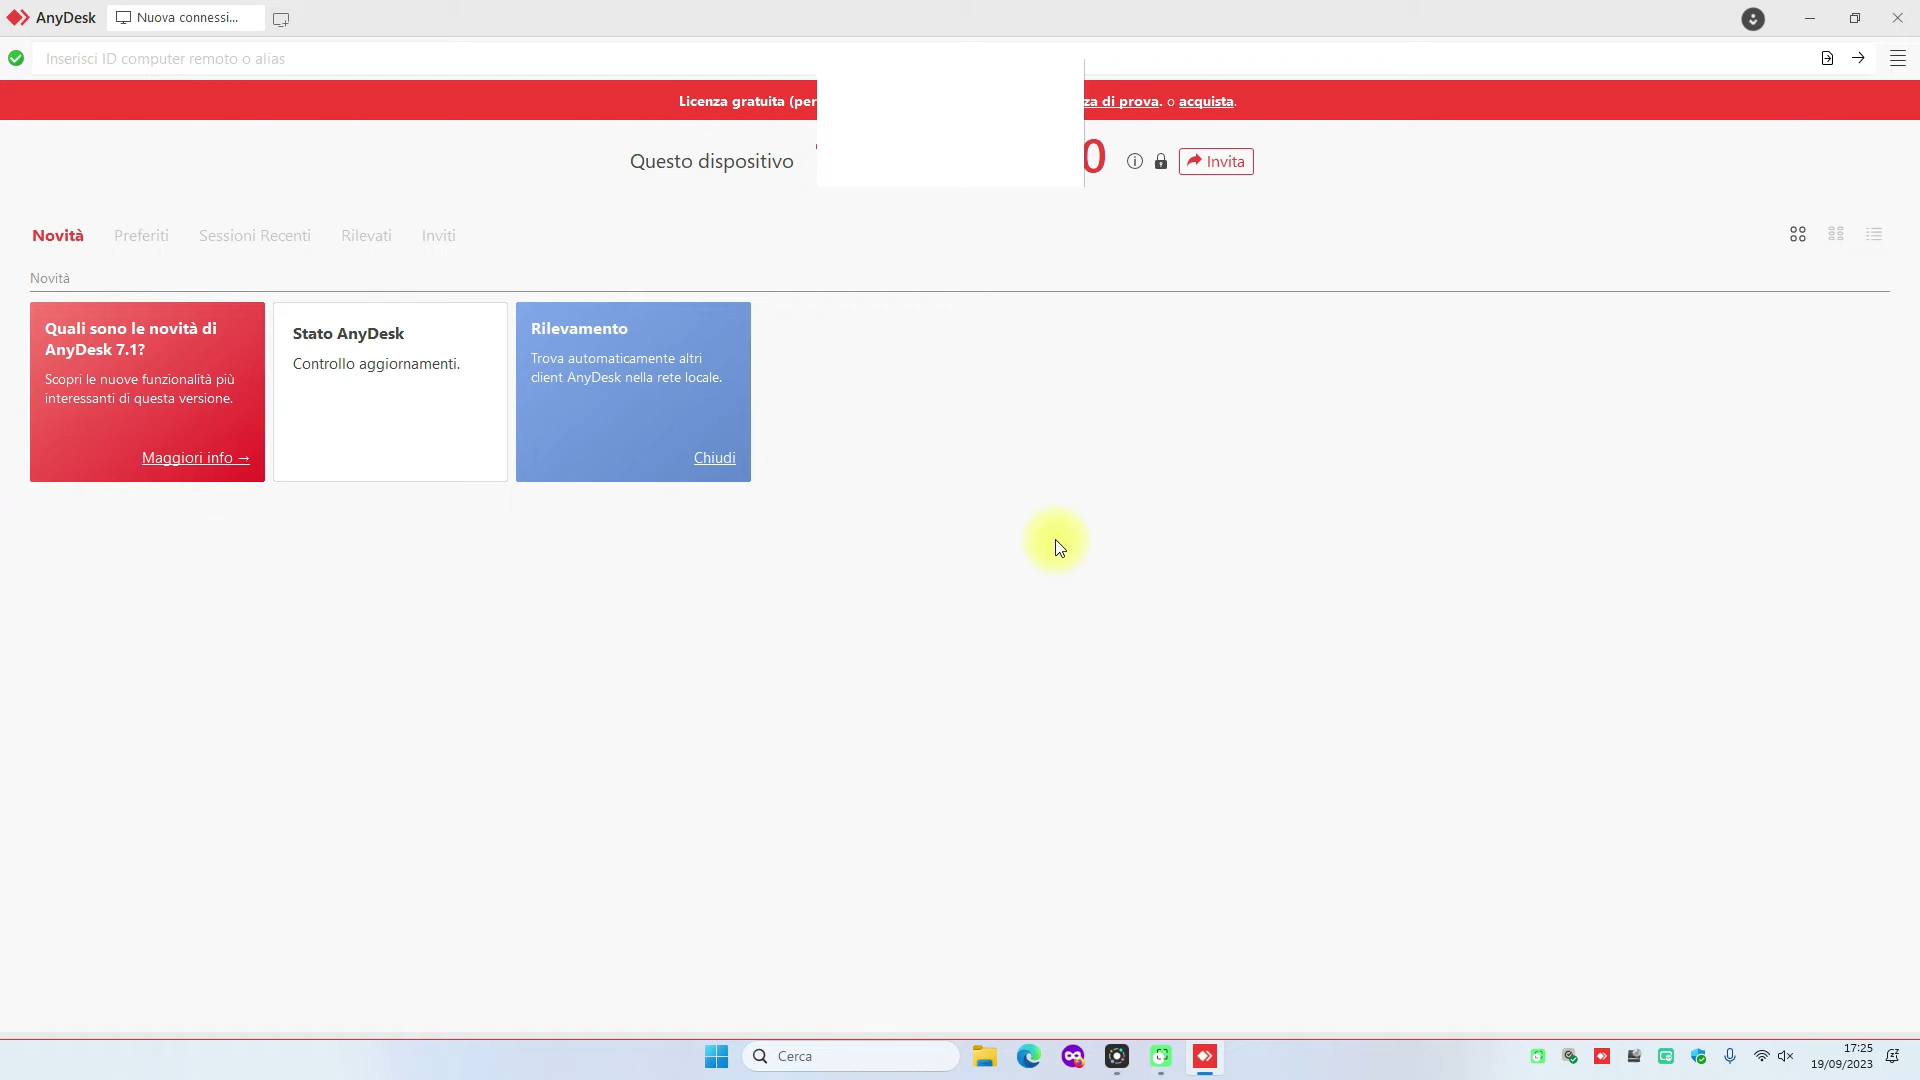 AnyDesk
Nuova connessi...
Inserisci ID computer remoto o alias
Licenza gratuita (per
za di prova. o acquista.
Questo dispositivo
0
Invita
Novità
Preferiti
Sessioni Recenti
Rilevati
Inviti
Novità
Quali sono le novità di
AnyDesk 7.1?
Scopri le nuove funzionalità più
interessanti di questa versione.
Maggiori info →
Stato AnyDesk
Controllo aggiornamenti.
Rilevamento
Trova automaticamente altri
client AnyDesk nella rete locale.
Chiudi
Cerca
17:25
19/09/2023